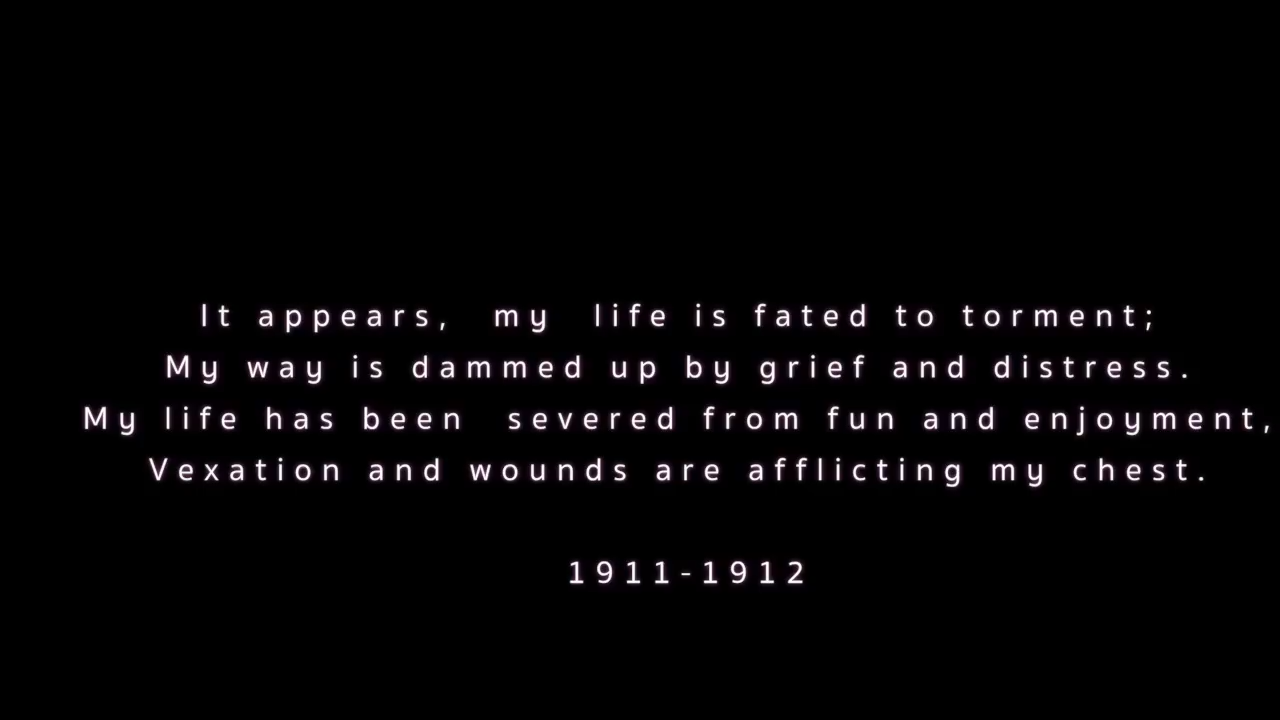 It appears, my life is fated to torment;
My way is dammed up by grief and distress.
My life has been severed from fun and enjoyment,
Vexation and wounds are afflicting my chest.
1911-1912